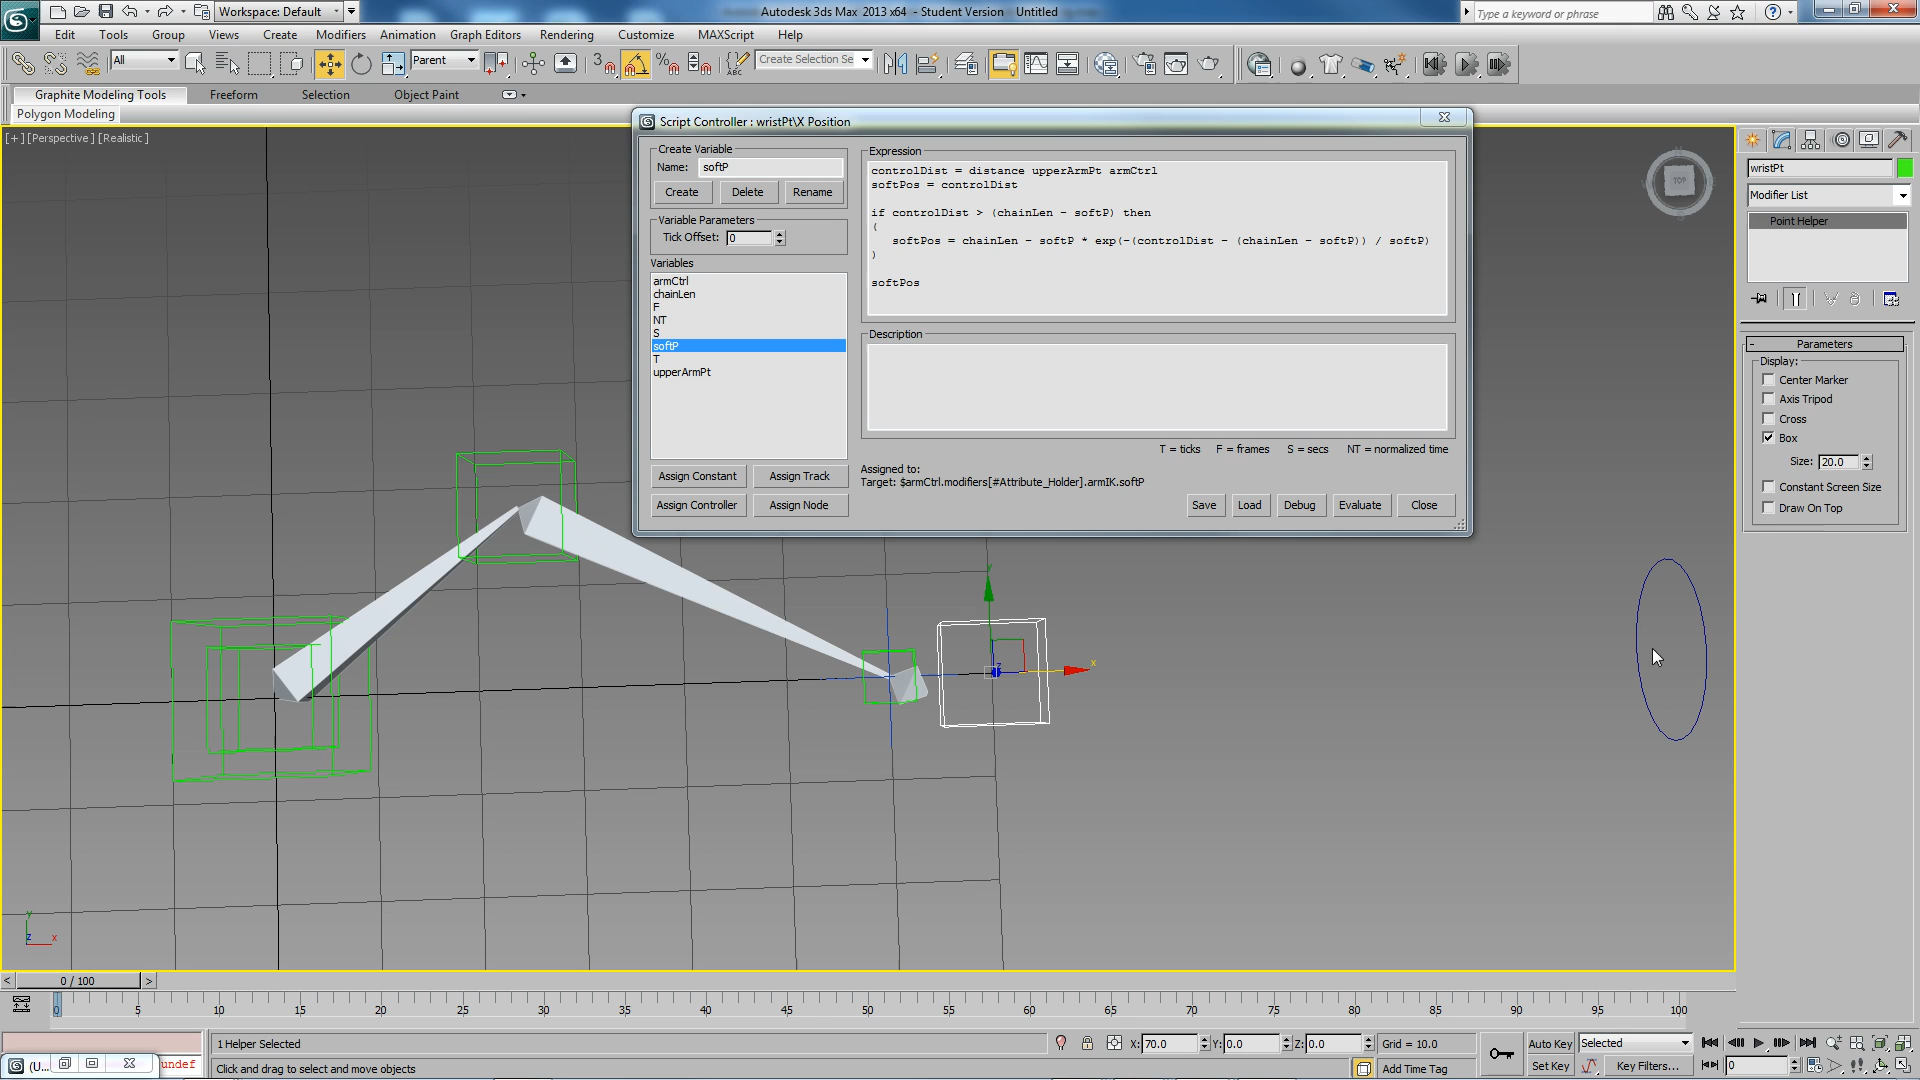 Workspace: Default
Autodesk 3ds Max 2013 x64 - Student Version Untitled
Type a keyword or phrase
Edit Tools Group Views Create Modifiers Animation Graph Editors Rendering Customize MAXScript Help
All
Parent
Create Selection Se
Graphite Modeling Tools Freeform Selection Object Paint
Polygon Modeling
[+] [Perspective ] [Realistic ]
Script Controller : wristPt\X Position
Create Variable
Name: softP
Create Delete Rename
Variable Parameters
Tick Offset: 0
Variables
armCtrl
chainLen
F
NT
S
softP
T
upperArmPt
Assign Constant Assign Track
Assign Controller Assign Node
Expression
controlDist = distance upperArmPt armCtrl
softPos = controlDist
if controlDist > (chainLen - softP) then
(
softPos = chainLen - softP * exp(-(controlDist - (chainLen - softP)) / softP)
)
softPos
Description
T = ticks F = frames S = secs NT = normalized time
Assigned to:
Target: $armCtrl.modifiers[#Attribute_Holder].armIK.softP
Save Load Debug Evaluate Close
TOP
wristPt
Modifier List
Point Helper
- Parameters
Display:
Center Marker
Axis Tripod
Cross
Box
Size: 20.0
Constant Screen Size
Draw On Top
y
z
x
y
z x
< 0 / 100 >
0 5 10 15 20 25 30 35 40 45 50 55 60 65 70 75 80 85 90 95 100
1 Helper Selected
X: 70.0 Y: 0.0 Z: 0.0 Grid = 10.0
Auto Key Selected
(U... undef
Click and drag to select and move objects
Add Time Tag
Set Key Key Filters...
0